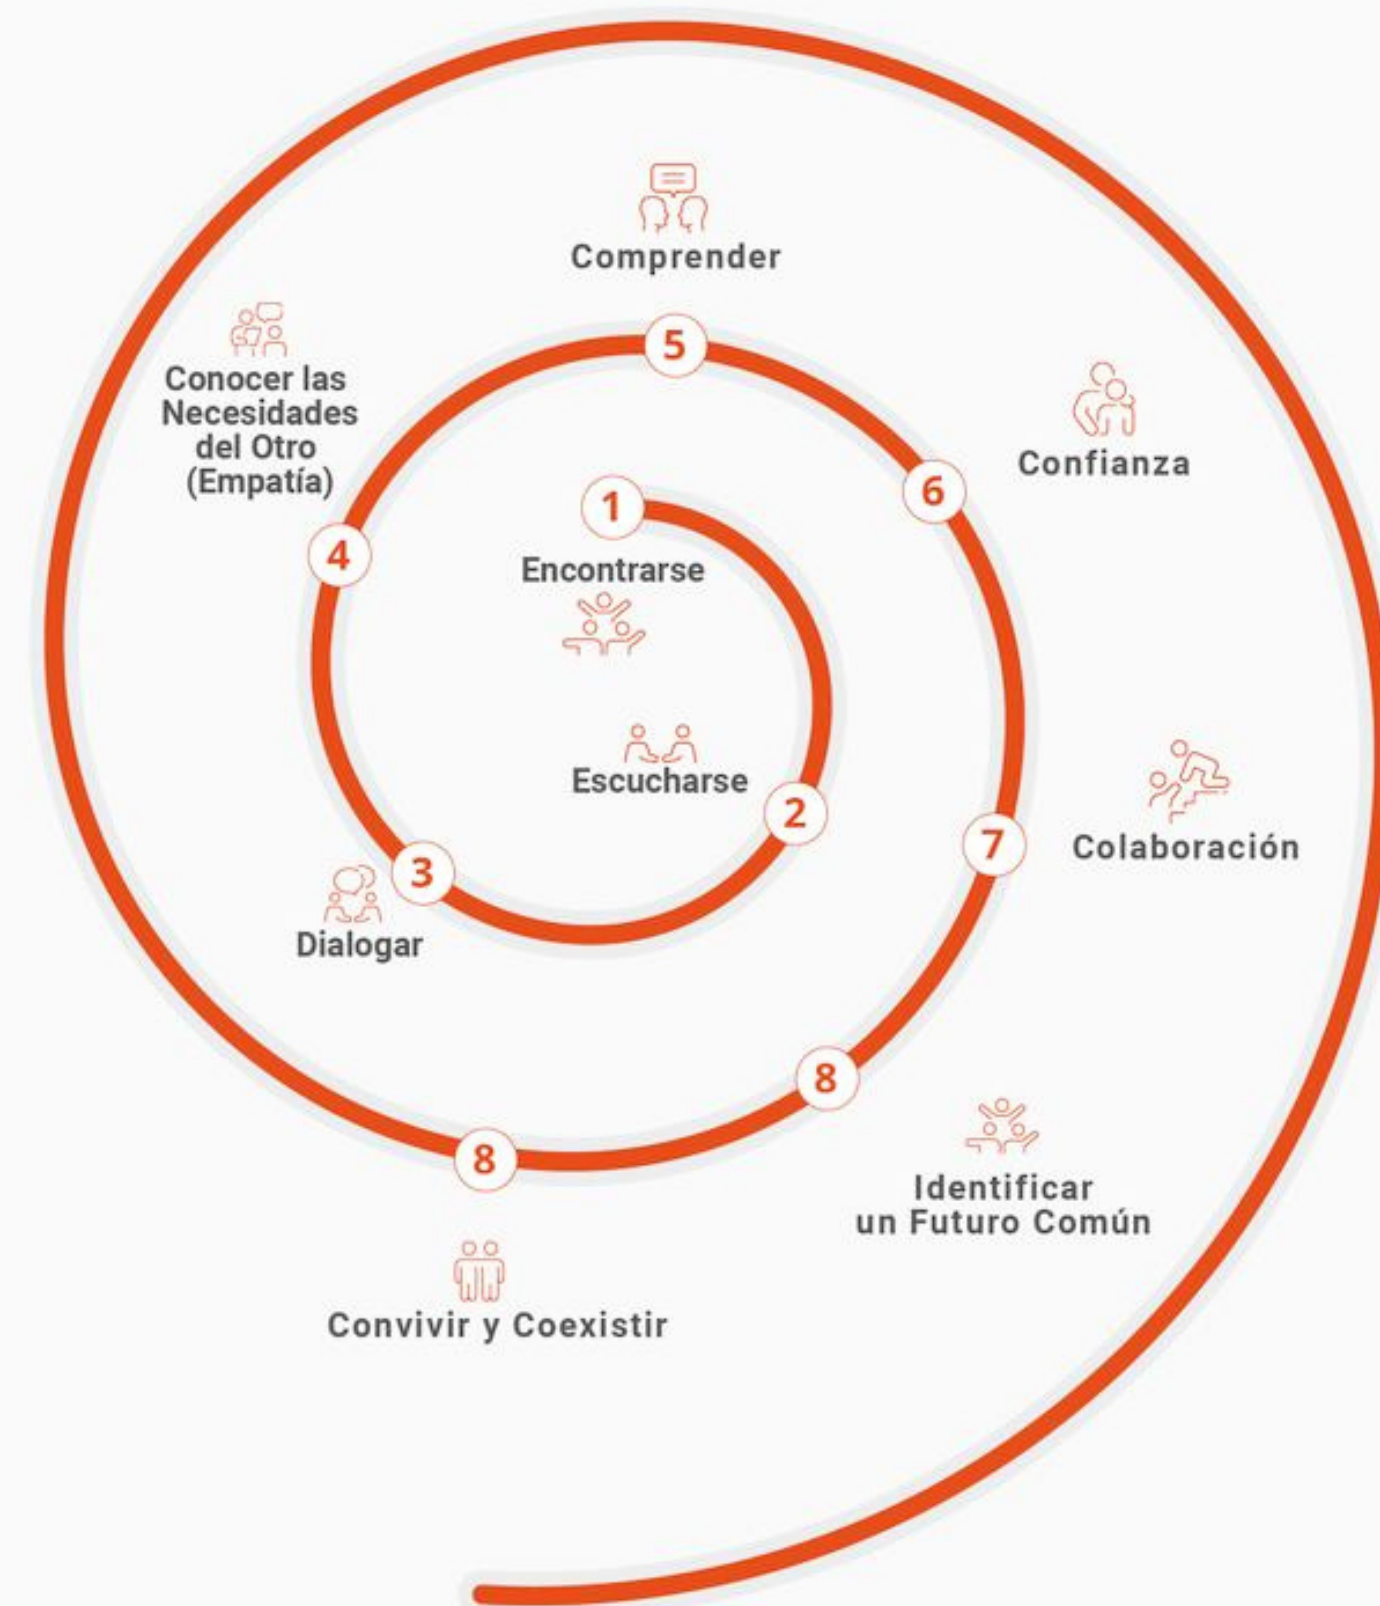 1
Encontrarse
2
Escucharse
3
Dialogar
4
Conocer las
Necesidades
del Otro
(Empatía)
5
Comprender
6
Confianza
7
Colaboración
8
Identificar
un Futuro Común
8
Convivir y Coexistir